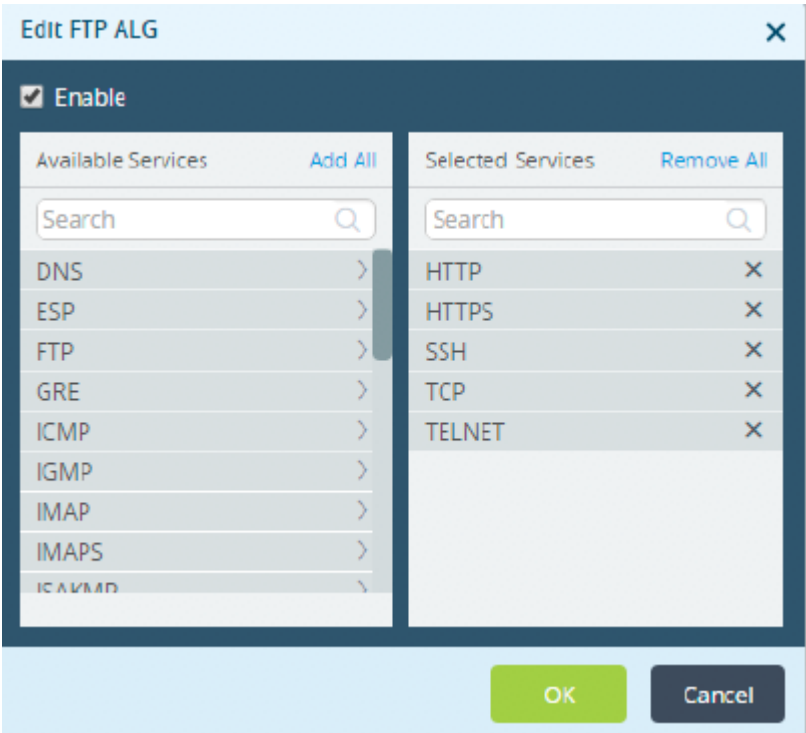 Edit FTP ALG
Enable
Available Services Add All
Search
DNS
ESP
FTP
GRE
ICMP
IGMP
IMAP
IMAPS
ISAKMP
Selected Services Remove All
Search
HTTP
HTTPS
SSH
TCP
TELNET
OK Cancel